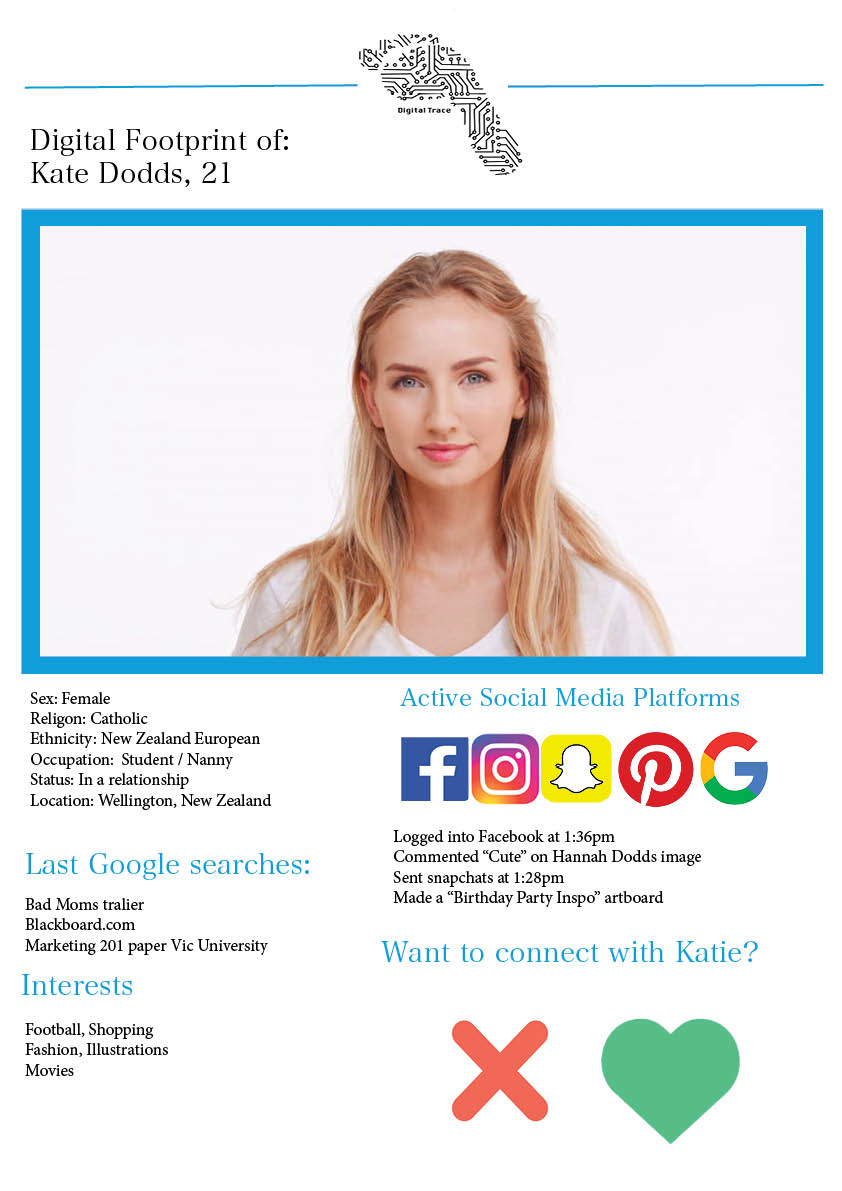 Digital Trace
Digital Footprint of:
Kate Dodds, 21
Sex: Female
Religon: Catholic
Ethnicity: New Zealand European
Occupation:  Student / Nanny
Status: In a relationship
Location: Wellington, New Zealand
Last Google searches:
Bad Moms tralier
Blackboard.com
Marketing 201 paper Vic University
Interests
Football, Shopping
Fashion, Illustrations
Movies
Active Social Media Platforms
Logged into Facebook at 1:36pm
Commented “Cute” on Hannah Dodds image
Sent snapchats at 1:28pm
Made a “Birthday Party Inspo” artboard
Want to connect with Katie?